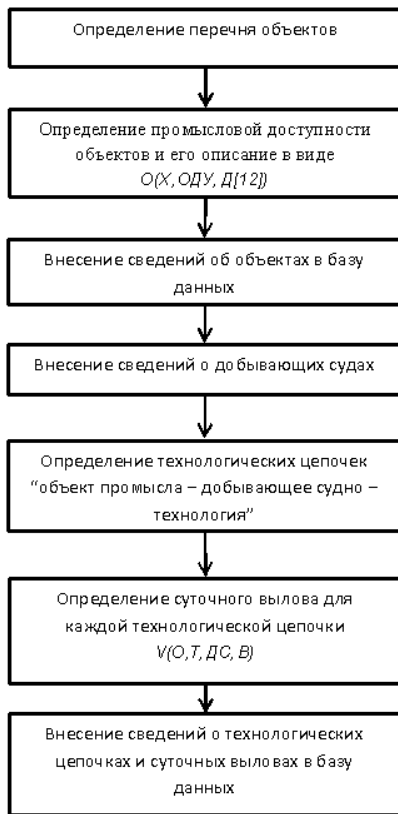 Определение перечня объектов
Определение промысловой доступности
объектов и его описание в виде
О(Х, ОДУ, Д[12])
Внесение сведений об объектах в базу
данных
Внесение сведений о добывающих судах
Определение технологических цепочек
“объект промысла – добывающее судно –
технология”
Определение суточного вылова для
каждой технологической цепочки
V(О,Т, ДС, В)
Внесение сведений о технологических
цепочках и суточных выловах в базу
данных